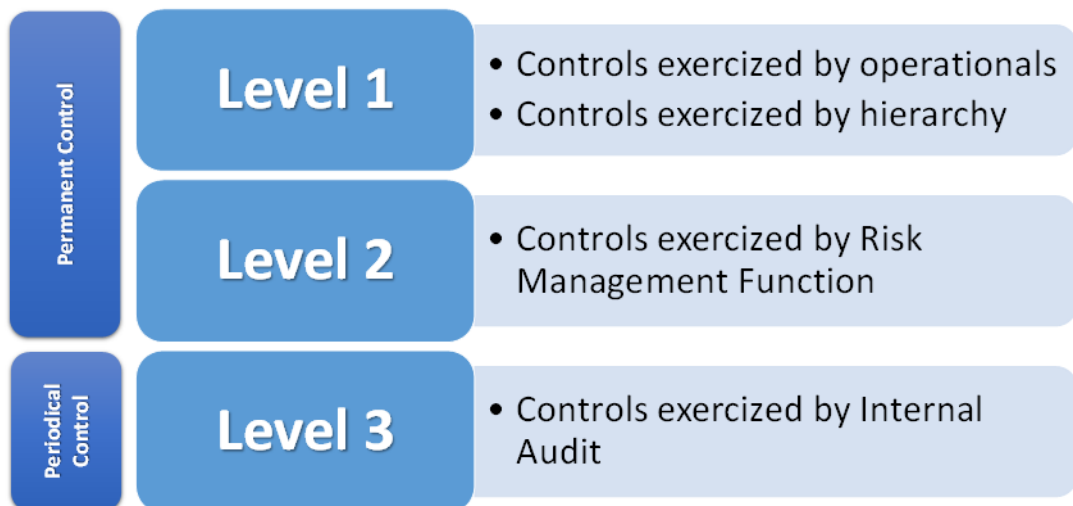 Permanent Control
Level 1
• Controls exercized by operationals
• Controls exercized by hierarchy
Level 2
• Controls exercized by Risk
Management Function
Periodical
Control
Level 3
• Controls exercized by Internal
Audit